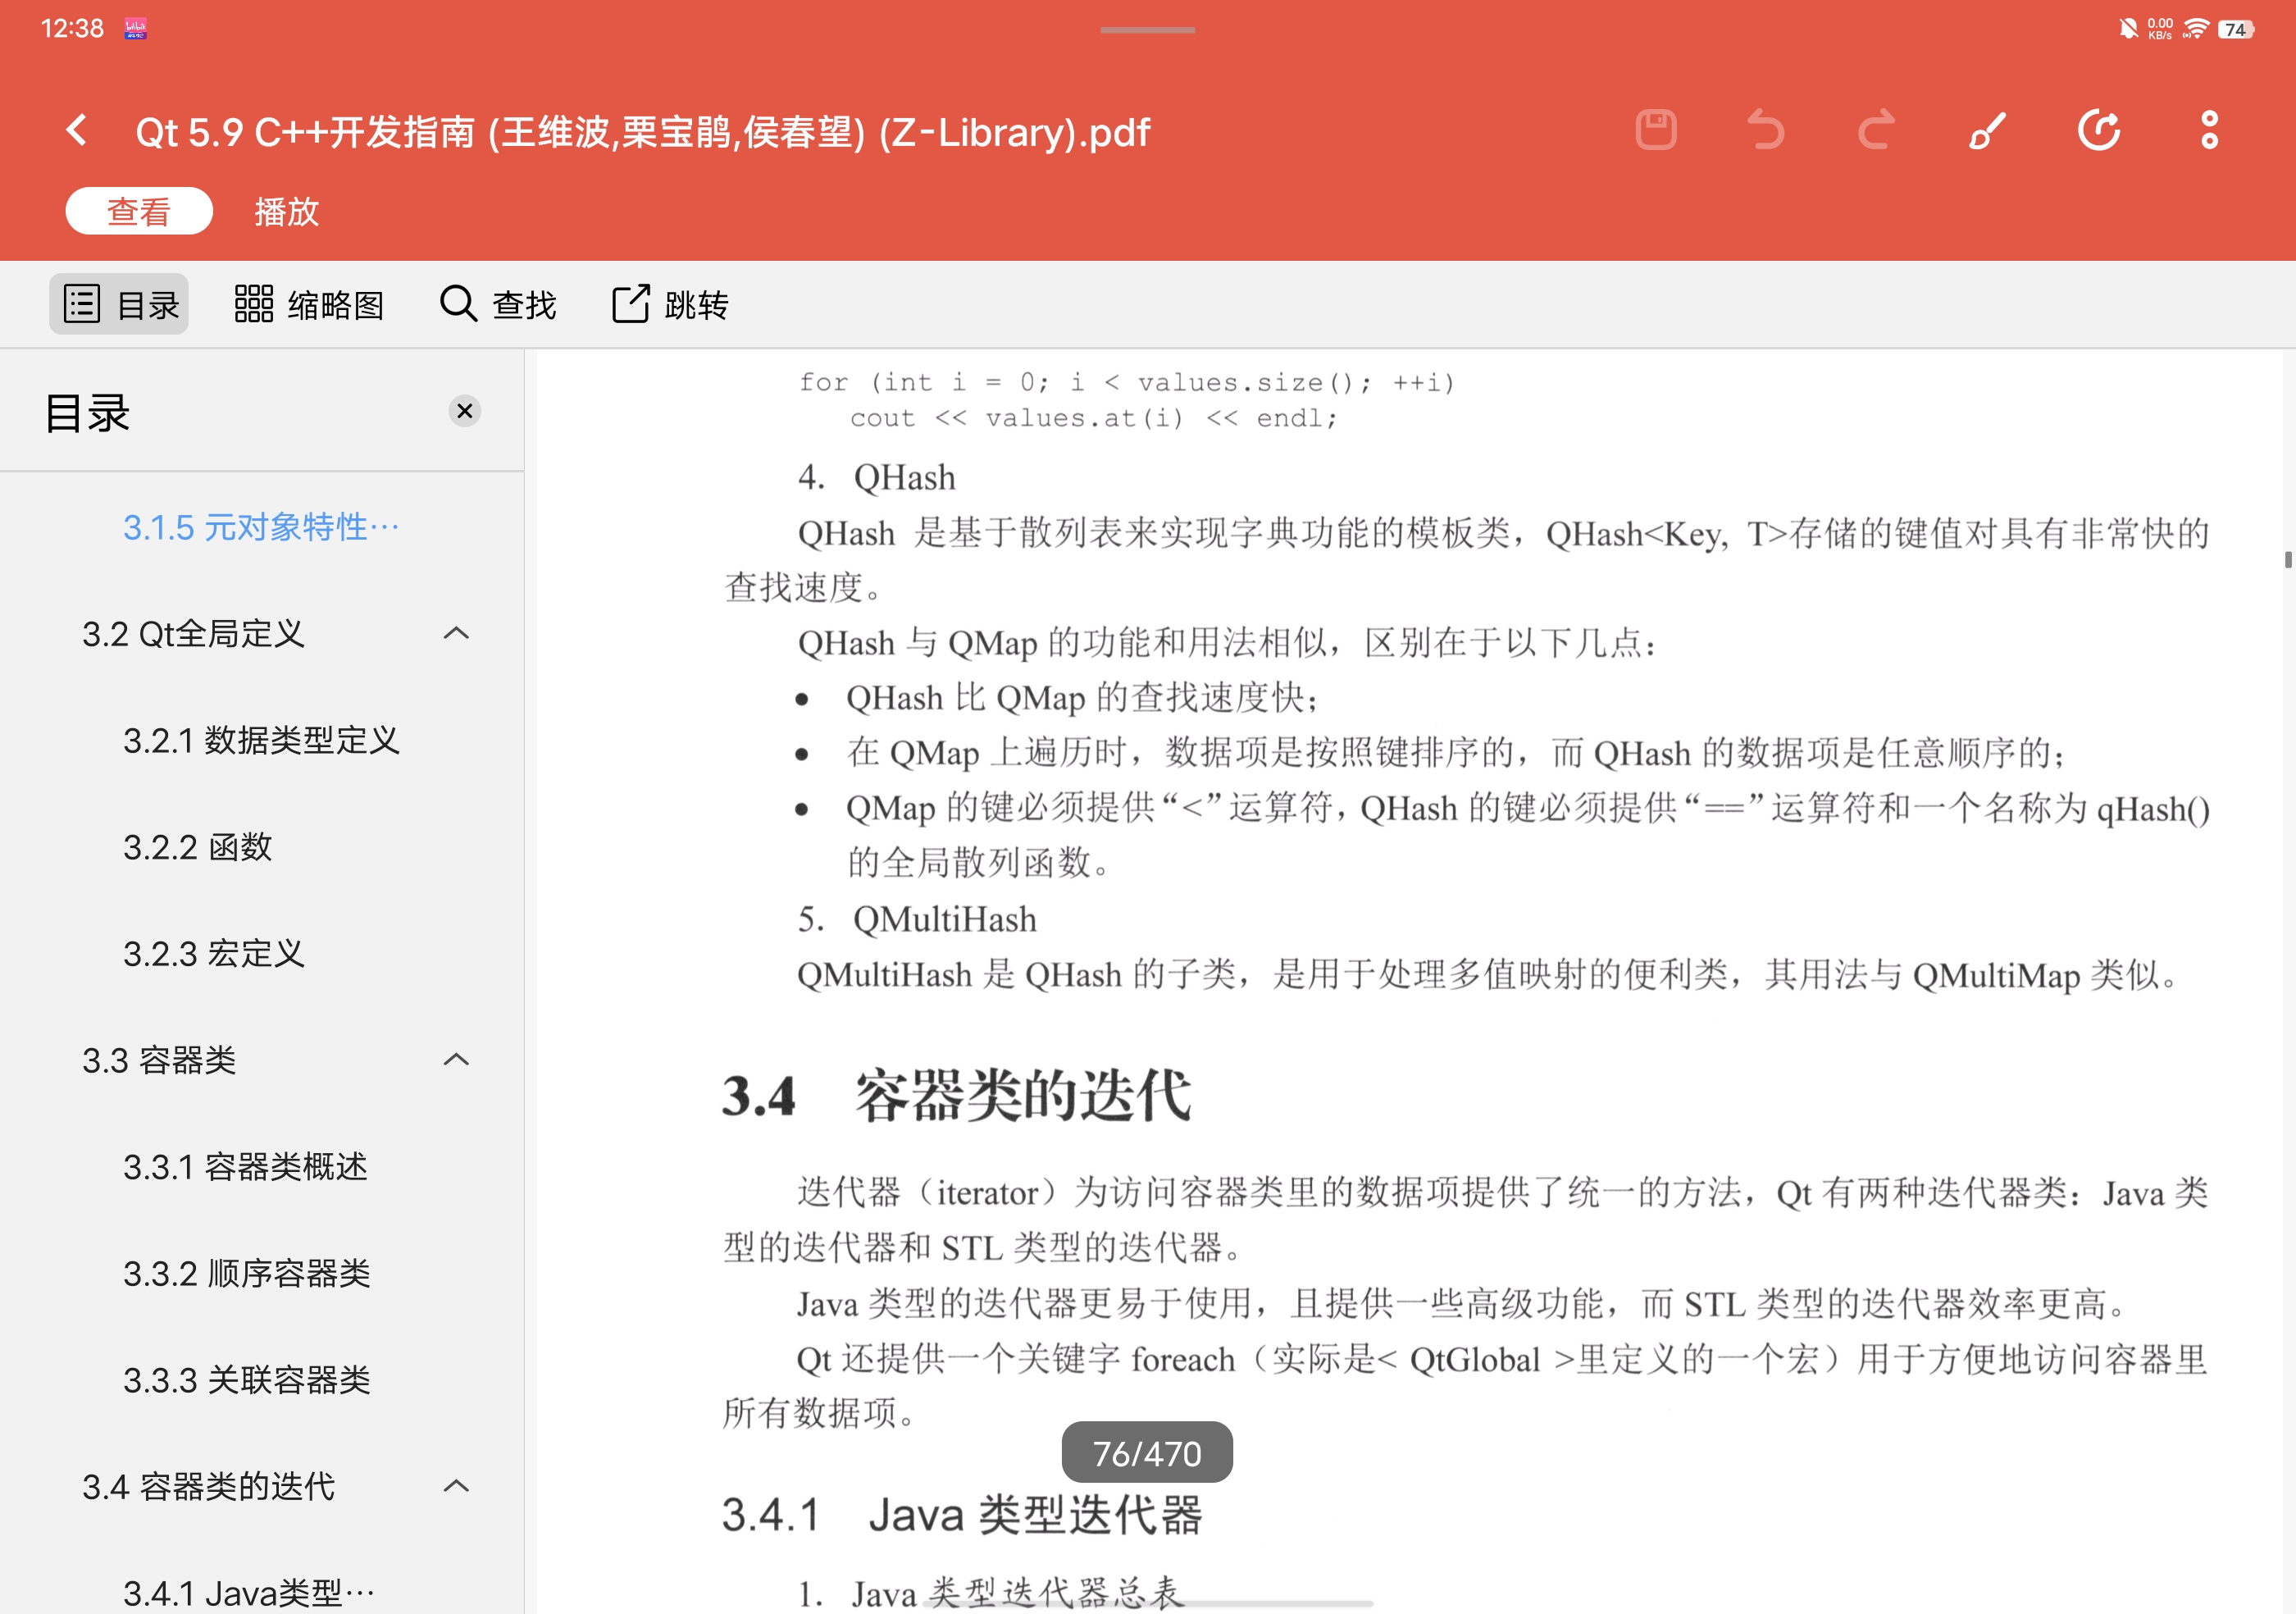 12:38
0.00
KB/s
74
Qt 5.9 C++开发指南 (王维波,栗宝鹃,侯春望) (Z-Library).pdf
查看 播放
目录 缩略图 查找 跳转
目录
3.1.5 元对象特性···
3.2 Qt全局定义
3.2.1 数据类型定义
3.2.2 函数
3.2.3 宏定义
3.3 容器类
3.3.1 容器类概述
3.3.2 顺序容器类
3.3.3 关联容器类
3.4 容器类的迭代
3.4.1 Java类型···
for (int i = 0; i < values.size(); ++i)
cout << values.at(i) << endl;
4. QHash
QHash 是基于散列表来实现字典功能的模板类，QHash<Key, T>存储的键值对具有非常快的
查找速度。
QHash 与 QMap 的功能和用法相似，区别在于以下几点：
• QHash 比 QMap 的查找速度快；
• 在 QMap 上遍历时，数据项是按照键排序的，而 QHash 的数据项是任意顺序的；
• QMap 的键必须提供“<”运算符，QHash 的键必须提供“==”运算符和一个名称为 qHash()
的全局散列函数。
5. QMultiHash
QMultiHash 是 QHash 的子类，是用于处理多值映射的便利类，其用法与 QMultiMap 类似。
3.4 容器类的迭代
迭代器（iterator）为访问容器类里的数据项提供了统一的方法，Qt 有两种迭代器类：Java 类
型的迭代器和 STL 类型的迭代器。
Java 类型的迭代器更易于使用，且提供一些高级功能，而 STL 类型的迭代器效率更高。
Qt 还提供一个关键字 foreach（实际是< QtGlobal >里定义的一个宏）用于方便地访问容器里
所有数据项。
76/470
3.4.1 Java 类型迭代器
1. Java 类型迭代器总表